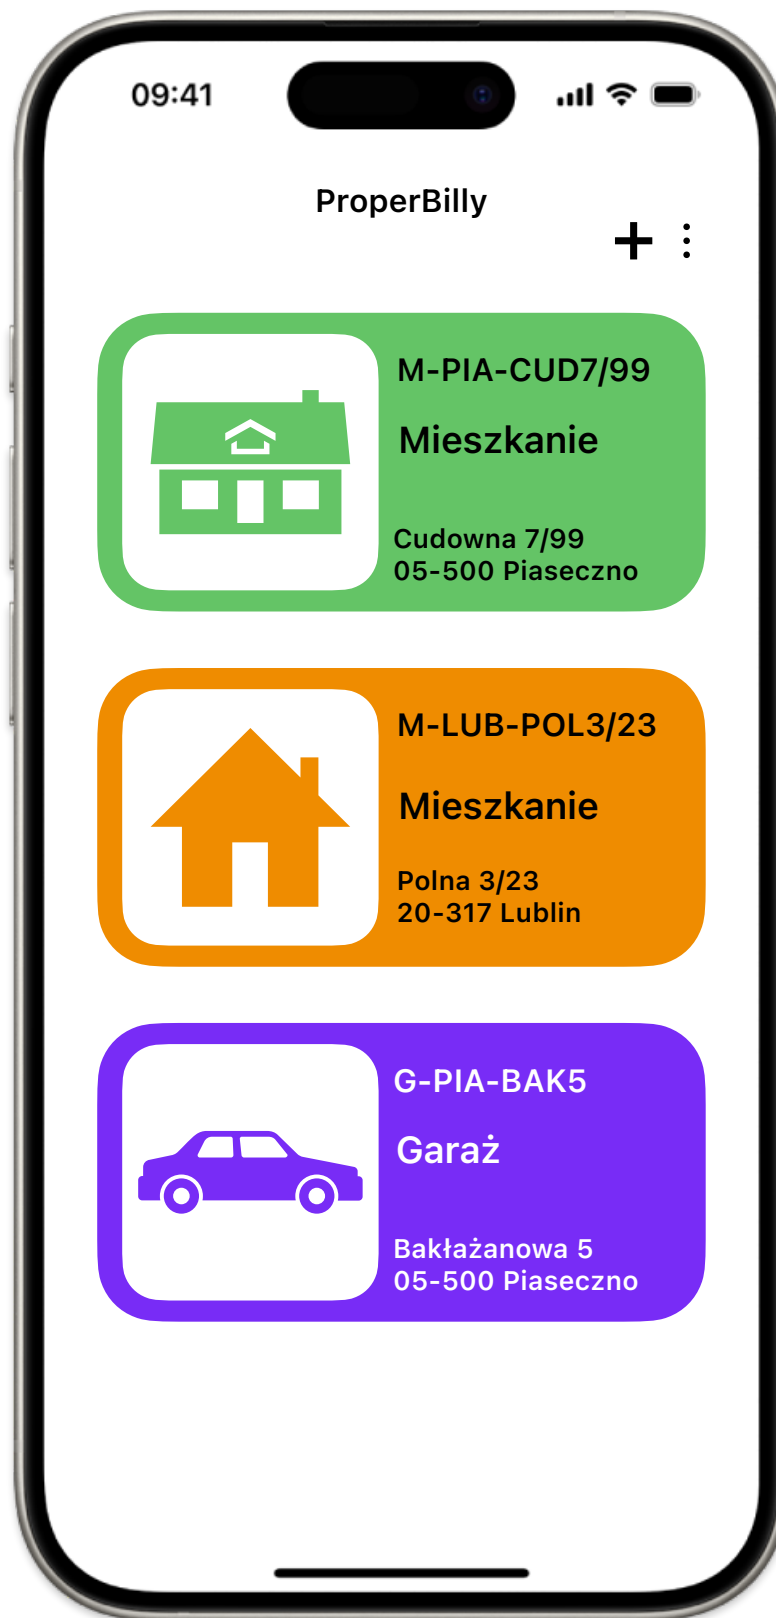 09:41
ProperBilly
M-PIA-CUD7/99
Mieszkanie
Cudowna 7/99
05-500 Piaseczno
M-LUB-POL3/23
Mieszkanie
Polna 3/23
20-317 Lublin
G-PIA-BAK5
Garaż
Bakłażanowa 5
05-500 Piaseczno